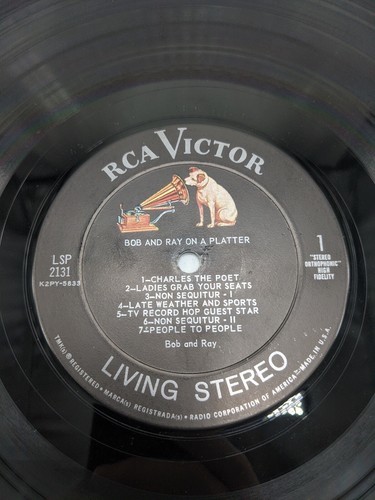 RCA VICTOR
BOB AND RAY ON A PLATTER
LSP
2131
K2PY-5833
1
"STEREO
ORTHOPHONIC"
HIGH
FIDELITY
1—CHARLES THE POET
2—LADIES GRAB YOUR SEATS
3—NON SEQUITUR - I
4—LATE WEATHER AND SPORTS
5—TV RECORD HOP GUEST STAR
6—NON SEQUITUR - II
7—PEOPLE TO PEOPLE
Bob and Ray
LIVING STEREO
TMK(s) ® REGISTERED • MARCA(s) REGISTRADA(s) • RADIO CORPORATION OF AMERICA—MADE IN U.S.A.